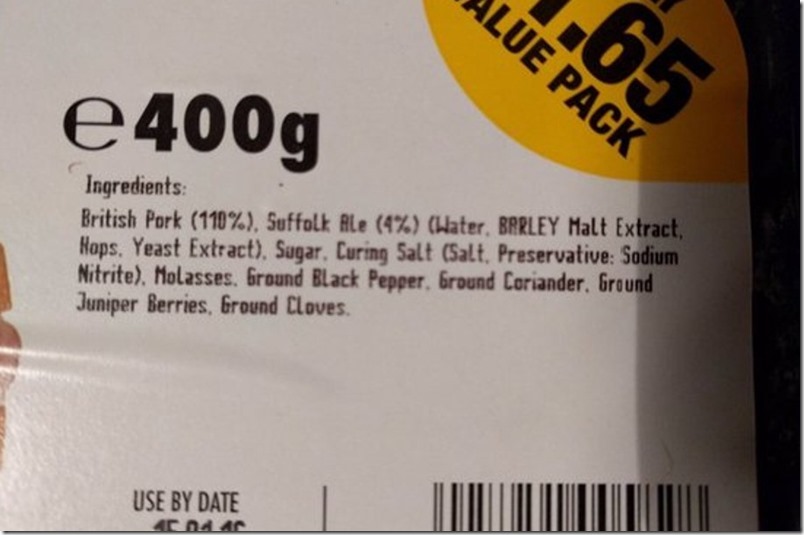 .65
VALUE PACK
℮400g
Ingredients:
British Pork (110%), Suffolk Ale (4%) (Water, BARLEY Malt Extract,
Hops, Yeast Extract), Sugar, Curing Salt (Salt, Preservative: Sodium
Nitrite), Molasses, Ground Black Pepper, Ground Coriander, Ground
Juniper Berries, Ground Cloves.
USE BY DATE